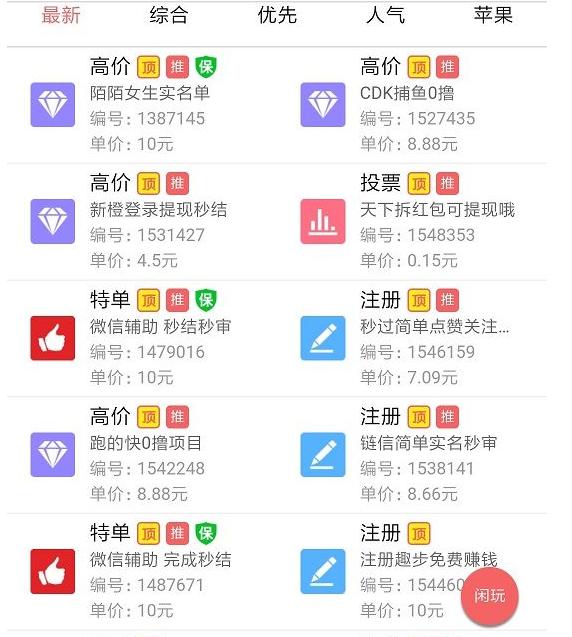 最新 综合 优先 人气 苹果
高价 顶 推 保
陌陌女生实名单
编号：1387145
单价：10元
高价 顶 推
CDK捕鱼0撸
编号：1527435
单价：8.88元
高价 顶 推
新橙登录提现秒结
编号：1531427
单价：4.5元
投票 顶 推
天下拆红包可提现哦
编号：1548353
单价：0.15元
特单 顶 推 保
微信辅助 秒结秒审
编号：1479016
单价：10元
注册 顶 推
秒过简单点赞关注...
编号：1546159
单价：7.09元
高价 顶 推
跑的快0撸项目
编号：1542248
单价：8.88元
注册 顶 推
链信简单实名秒审
编号：1538141
单价：8.66元
特单 顶 推 保
微信辅助 完成秒结
编号：1487671
单价：10元
注册 顶
注册趣步免费赚钱
编号：15446
单价：10元
闲玩